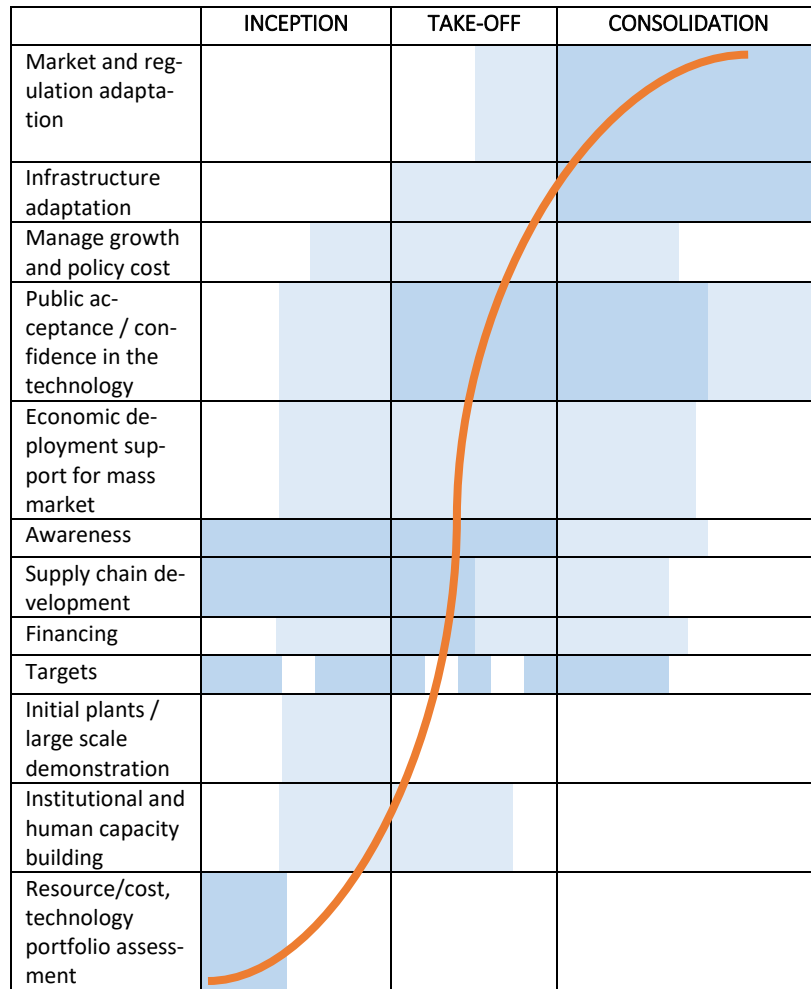 INCEPTION TAKE-OFF CONSOLIDATION
Market and reg-
ulation adapta-
tion
Infrastructure
adaptation
Manage growth
and policy cost
Public ac-
ceptance / con-
fidence in the
technology
Economic de-
ployment sup-
port for mass
market
Awareness
Supply chain de-
velopment
Financing
Targets
Initial plants /
large scale
demonstration
Institutional and
human capacity
building
Resource/cost,
technology
portfolio assess-
ment